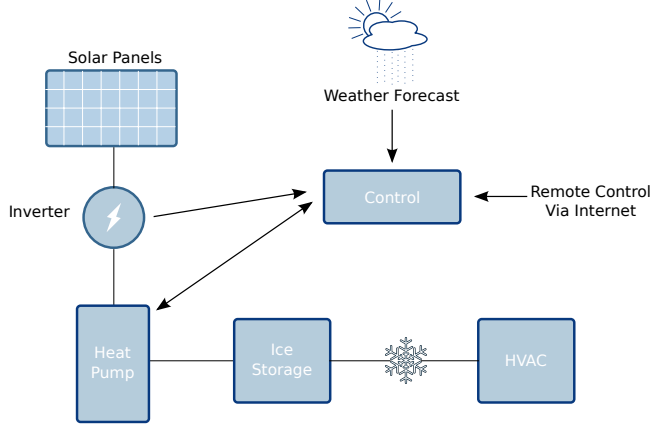 Solar Panels
Weather Forecast
Inverter
Control
Remote Control
Via Internet
Heat
Pump
Ice
Storage
HVAC